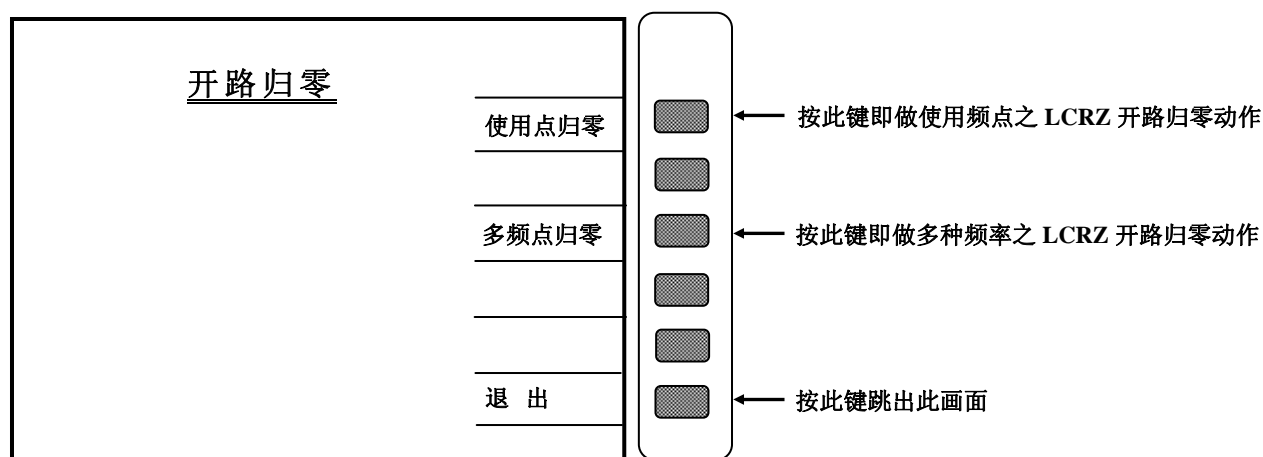 开路归零
使用点归零
按此键即做使用频点之 LCRZ 开路归零动作
多频点归零
按此键即做多种频率之 LCRZ 开路归零动作
退 出
按此键跳出此画面